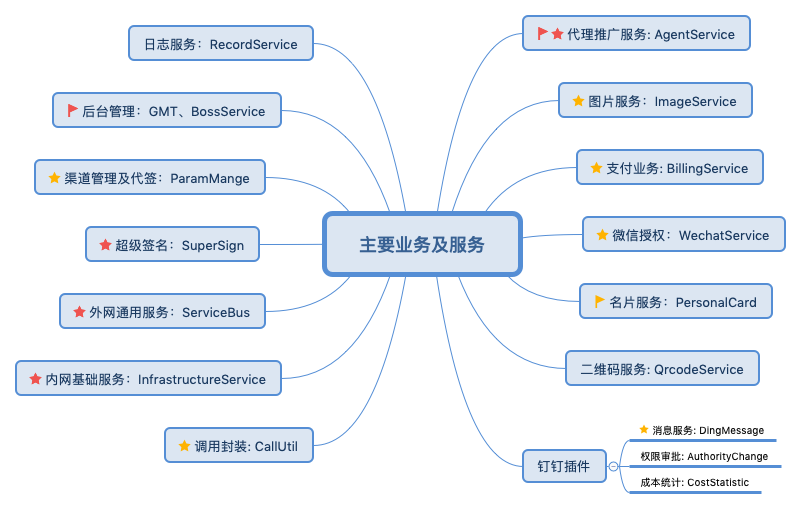 主要业务及服务
代理推广服务: AgentService
图片服务：ImageService
支付业务: BillingService
微信授权：WechatService
名片服务：PersonalCard
二维码服务: QrcodeService
钉钉插件
消息服务: DingMessage
权限审批: AuthorityChange
成本统计: CostStatistic
日志服务：RecordService
后台管理：GMT、BossService
渠道管理及代签：ParamMange
超级签名：SuperSign
外网通用服务：ServiceBus
内网基础服务：InfrastructureService
调用封装: CallUtil